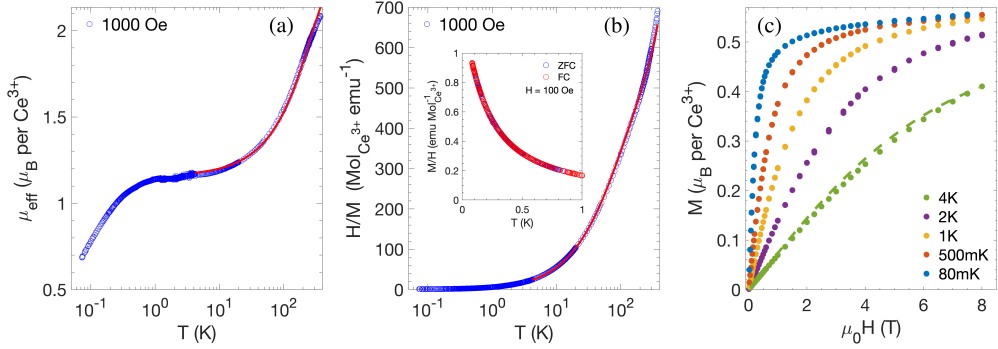 1000 Oe
(a)
2
1.5
1
0.5
10⁻¹
10⁰
10¹
10²
T (K)
μeff (μB per Ce³⁺)
1000 Oe
(b)
700
600
500
400
300
200
100
0
10⁻¹
10⁰
10¹
10²
T (K)
H/M (MolCe³⁺ emu⁻¹)
ZFC
FC
H = 100 Oe
1
0.8
0.6
0.4
0.2
0
0
0.5
1
T (K)
M/H (emu Mol⁻¹Ce³⁺)
(c)
0.5
0.4
0.3
0.2
0.1
0
0
2
4
6
8
μ₀H (T)
M (μB per Ce³⁺)
4K
2K
1K
500mK
80mK